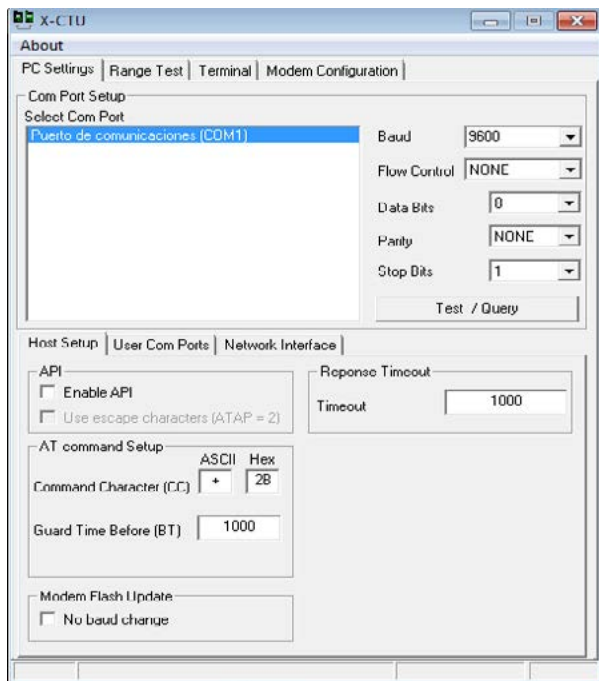 X-CTU
About
PC Settings Range Test Terminal Modem Configuration
Com Port Setup
Select Com Port
Puerto de comunicaciones (COM1)
Baud 9600
Flow Control NONE
Data Bits 0
Parity NONE
Stop Bits 1
Test / Query
Host Setup User Com Ports Network Interface
API
Enable API
Use escape characters (ATAP = 2)
Reponse Timeout
Timeout 1000
AT command Setup
ASCII Hex
Command Character (CC) + 2B
Guard Time Before (BT) 1000
Modem Flash Update
No baud change